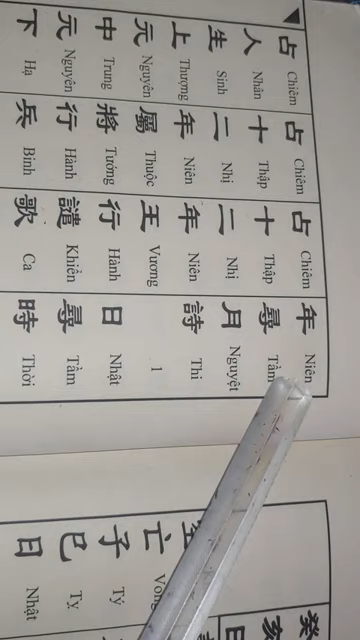 亡 子 巳 日
Tý Tỵ Nhật
年 尋 月 詩 日 尋 時
Niên Tầm Nguyệt Thi 1 Nhật Tầm Thời
占 十 二 年 王 行 譴 歌
Chiêm Thập Nhị Niên Vương Hành Khiển Ca
占 十 二 年 屬 將 行 兵
Chiêm Thập Nhị Niên Thuộc Tướng Hành Binh
占 人 生 上 元 中 元 下
Chiêm Nhân Sinh Thượng Nguyên Trung Nguyên Hạ
癸 亥